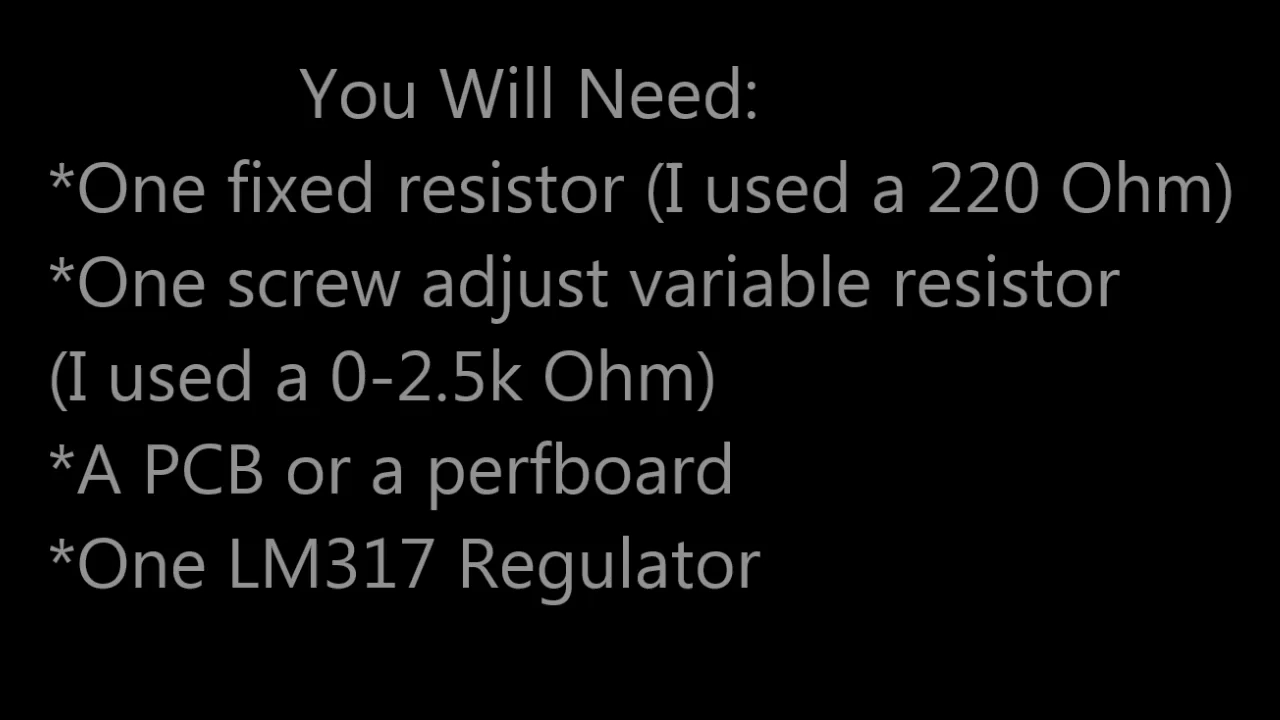 You Will Need:
*One fixed resistor (I used a 220 Ohm)
*One screw adjust variable resistor
(I used a 0-2.5k Ohm)
*A PCB or a perfboard
*One LM317 Regulator